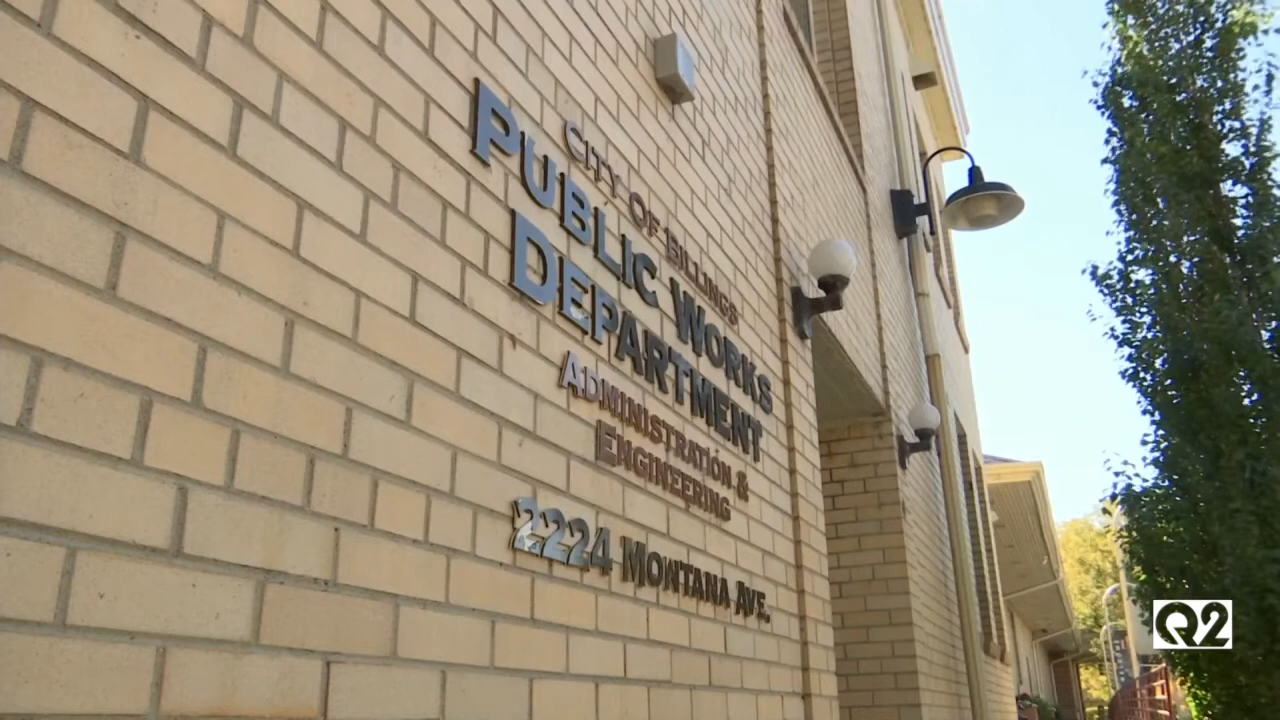 CITY OF BILLINGS
PUBLIC WORKS
DEPARTMENT
ADMINISTRATION &
ENGINEERING
2224 MONTANA AVE.
Q2